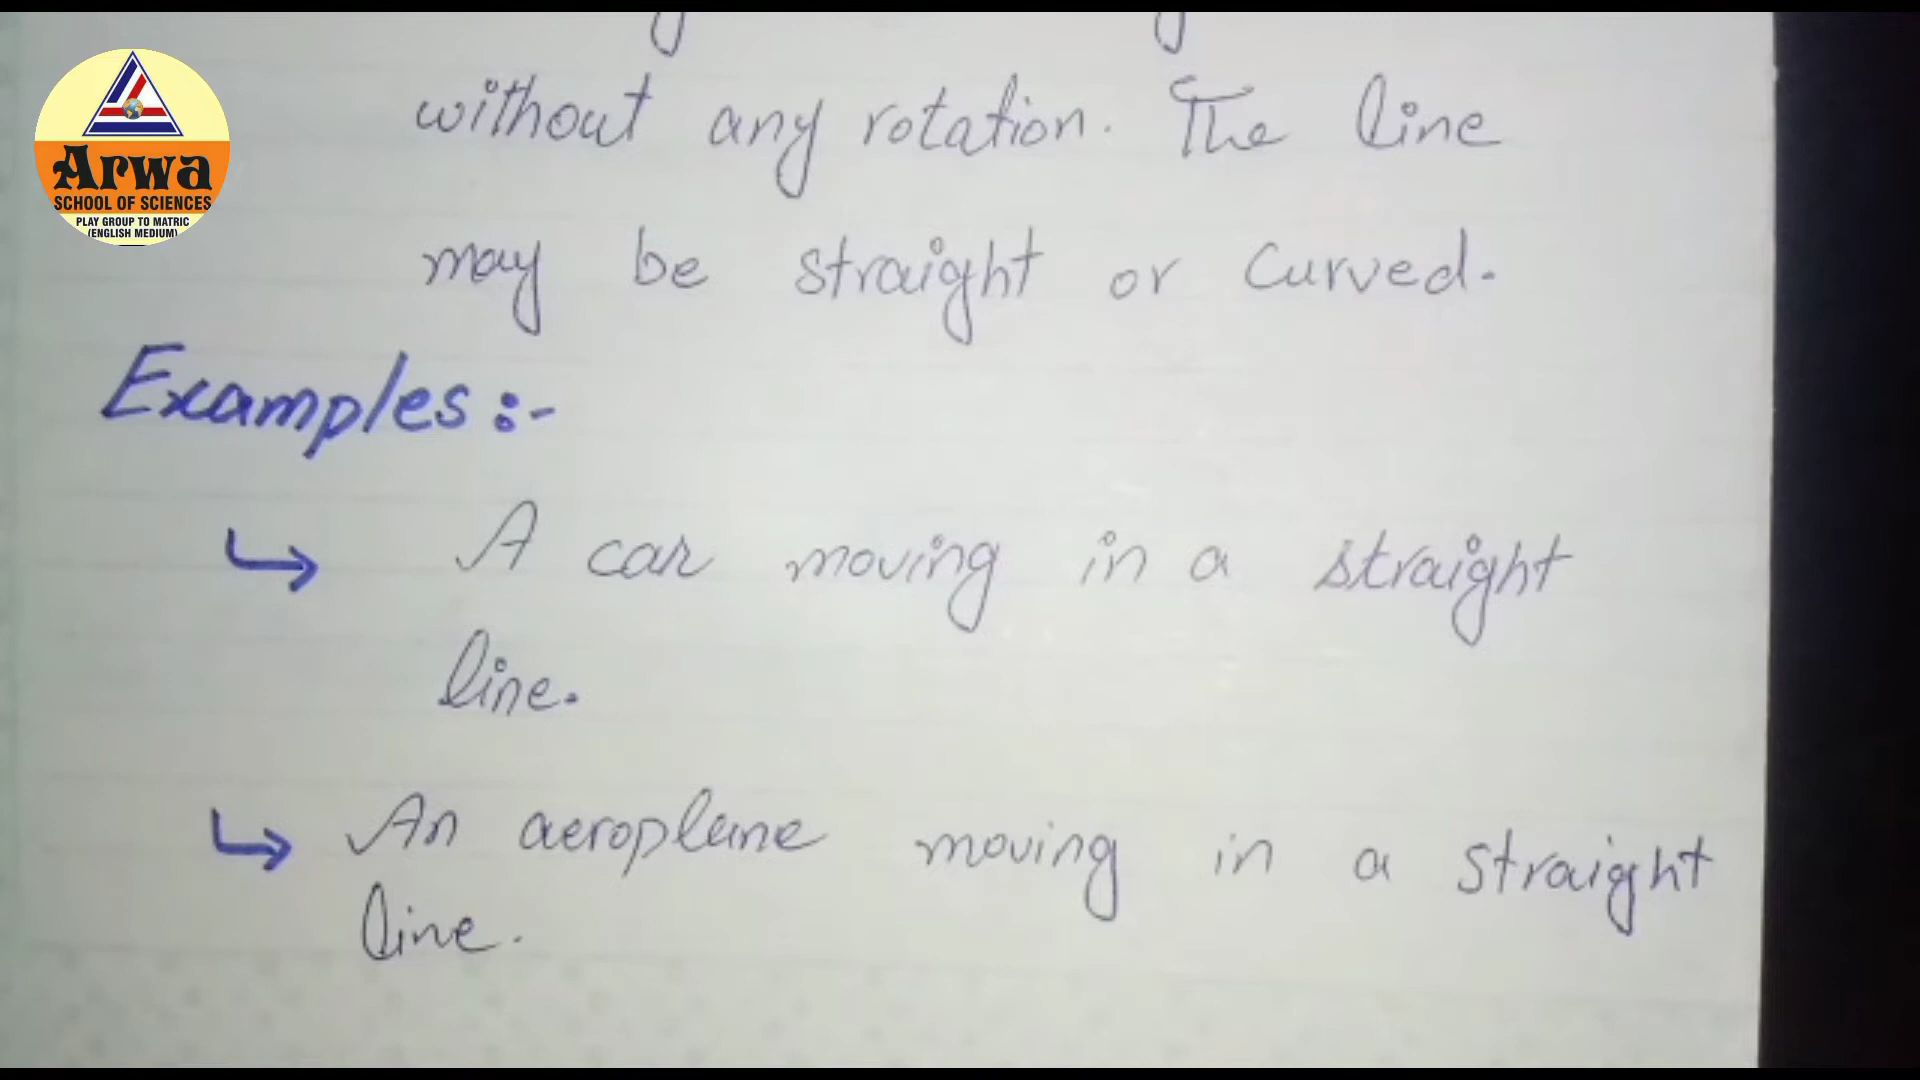 Arwa
SCHOOL OF SCIENCES
PLAY GROUP TO MATRIC
(ENGLISH MEDIUM)
without any rotation. The line
may be straight or curved.
Examples :-
A car moving in a straight
line.
An aeroplane moving in a straight
line.